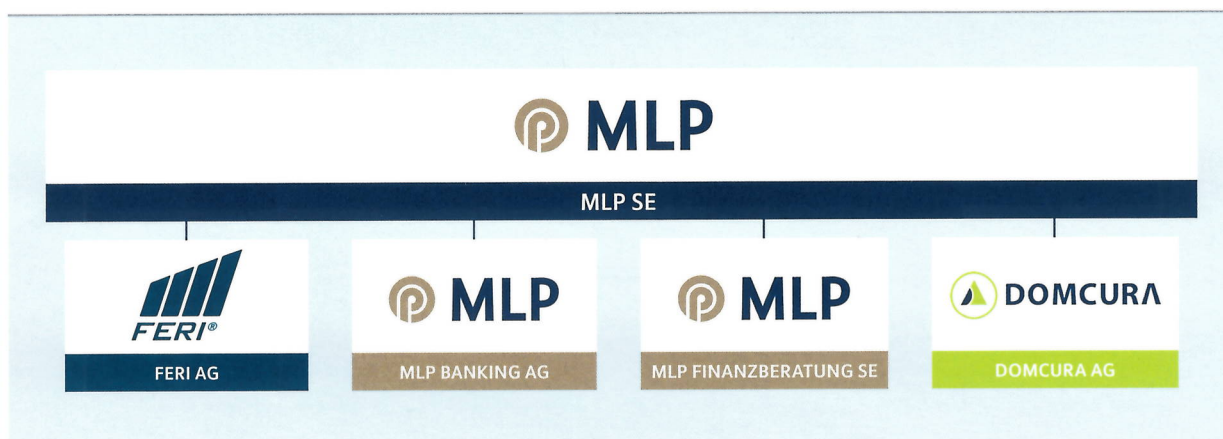 MLP
MLP SE
FERI®
FERI AG
MLP
MLP BANKING AG
MLP
MLP FINANZBERATUNG SE
DOMCURA
DOMCURA AG